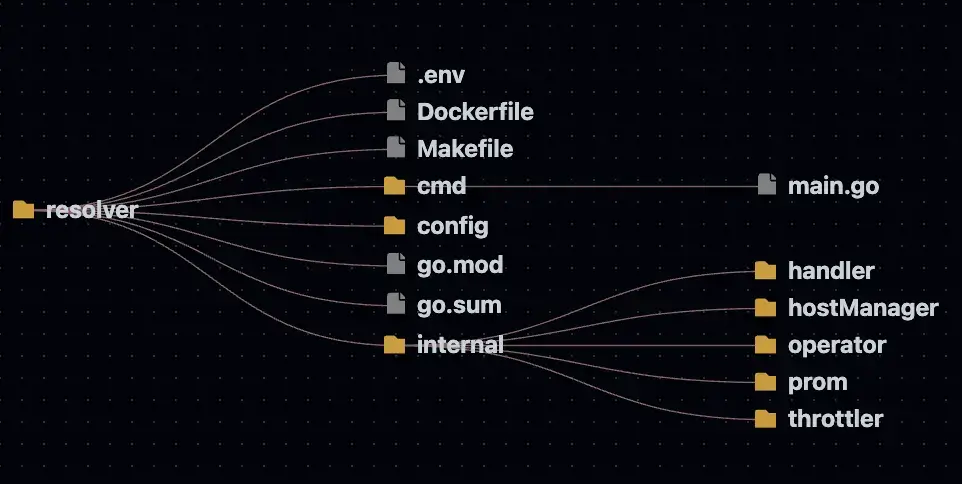 resolver
.env
Dockerfile
Makefile
cmd
main.go
config
go.mod
go.sum
internal
handler
hostManager
operator
prom
throttler